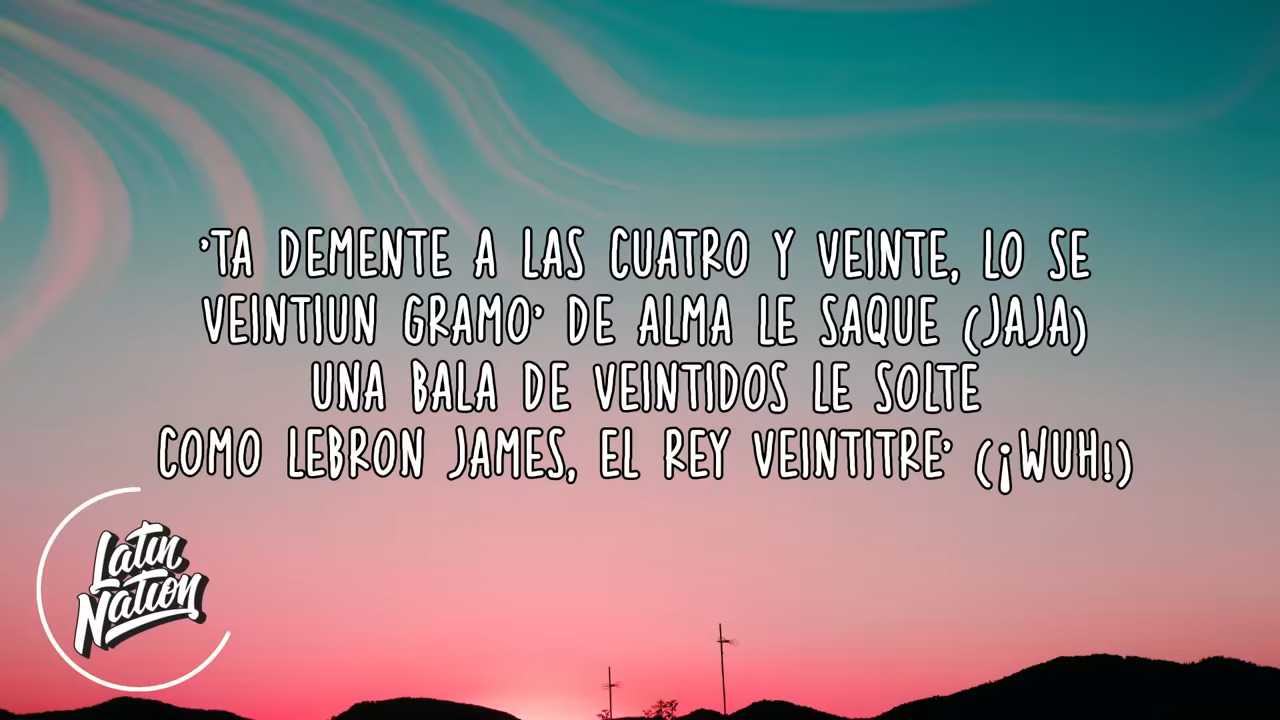 'TA DEMENTE A LAS CUATRO Y VEINTE, LO SE
VEINTIUN GRAMO' DE ALMA LE SAQUE (JAJA)
UNA BALA DE VEINTIDOS LE SOLTE
COMO LEBRON JAMES, EL REY VEINTITRE' (¡WUH!)
Latin
Nation